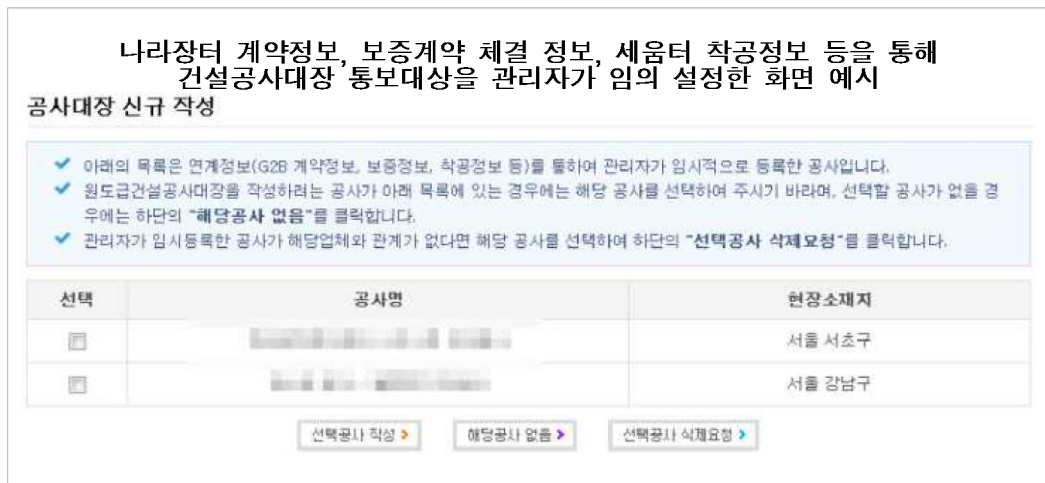 나라장터 계약정보, 보증계약 체결 정보, 세움터 착공정보 등을 통해
건설공사대장 통보대상을 관리자가 임의 설정한 화면 예시
공사대장 신규 작성
아래의 목록은 연계정보(G2B 계약정보, 보증정보, 착공정보 등)를 통하여 관리자가 임시적으로 등록한 공사입니다.
원도급건설공사대장을 작성하려는 공사가 아래 목록에 있는 경우에는 해당 공사를 선택하여 주시기 바라며, 선택할 공사가 없을 경
우에는 하단의 "해당공사 없음"를 클릭합니다.
관리자가 임시등록한 공사가 해당업체와 관계가 없다면 해당 공사를 선택하여 하단의 "선택공사 삭제요청"를 클릭합니다.
선택 공사명 현장소재지
서울 서초구
서울 강남구
선택공사 작성 > 해당공사 없음 > 선택공사 삭제요청 >